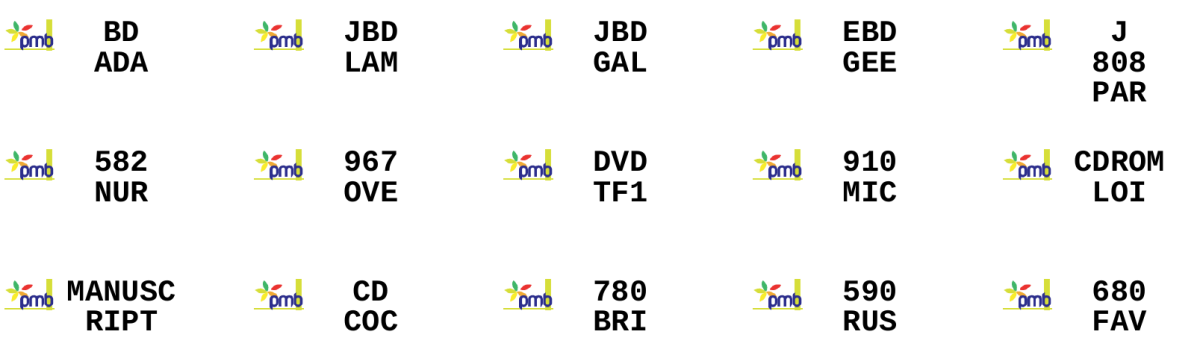 pmb BD
ADA
pmb JBD
LAM
pmb JBD
GAL
pmb EBD
GEE
pmb J
808
PAR
pmb 582
NUR
pmb 967
OVE
pmb DVD
TF1
pmb 910
MIC
pmb CDROM
LOI
pmb MANUSC
RIPT
pmb CD
COC
pmb 780
BRI
pmb 590
RUS
pmb 680
FAV